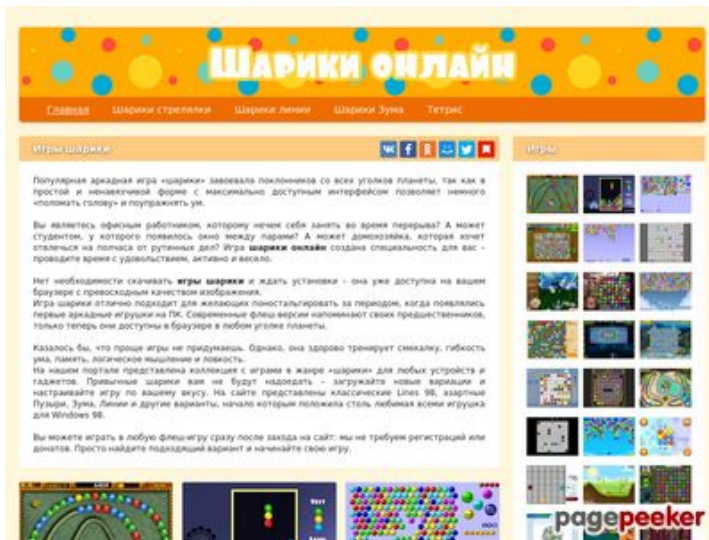 Шарики онлайн
Главная Шарики стрелялки Шарики линии Шарики Зума Тетрис
Игры шарики
Игры
Популярная аркадная игра «шарики» завоевала поклонников со всех уголков планеты, так как в
простой и ненавязчивой форме с максимально доступным интерфейсом позволяет немного
«поломать голову» и поупражнять ум.
Вы являетесь офисным работником, которому нечем себя занять во время перерыва? А может
студентом, у которого появилось окно между парами? А может домохозяйка, которая хочет
отвлечься на полчаса от рутинных дел? Игра шарики онлайн создана специальность для вас –
проводите время с удовольствием, активно и весело.
Нет необходимости скачивать игры шарики и ждать установки – она уже доступна на вашем
браузере с превосходным качеством изображения.
Игра шарики отлично подходит для желающих поностальгировать за периодом, когда появлялись
первые аркадные игрушки на ПК. Современные флеш-версии напоминают своих предшественников,
только теперь они доступны в браузере в любом уголке планеты.
Казалось бы, что проще игры не придумаешь. Однако, она здорово тренирует смекалку, гибкость
ума, память, логическое мышление и ловкость.
На нашем портале представлена коллекция с играми в жанре «шарики» для любых устройств и
гаджетов. Привычные шарики вам не будут надоедать – загружайте новые вариации и
настраивайте игру по вашему вкусу. На сайте представлены классические Lines 98, азартные
Пузыри, Зума, Линии и другие варианты, начало которым положила столь любимая всеми игрушка
для Windows 98.
Вы можете играть в любую флеш-игру сразу после захода на сайт: мы не требуем регистраций или
донатов. Просто найдите подходящий вариант и начинайте свою игру.
pagepeeker